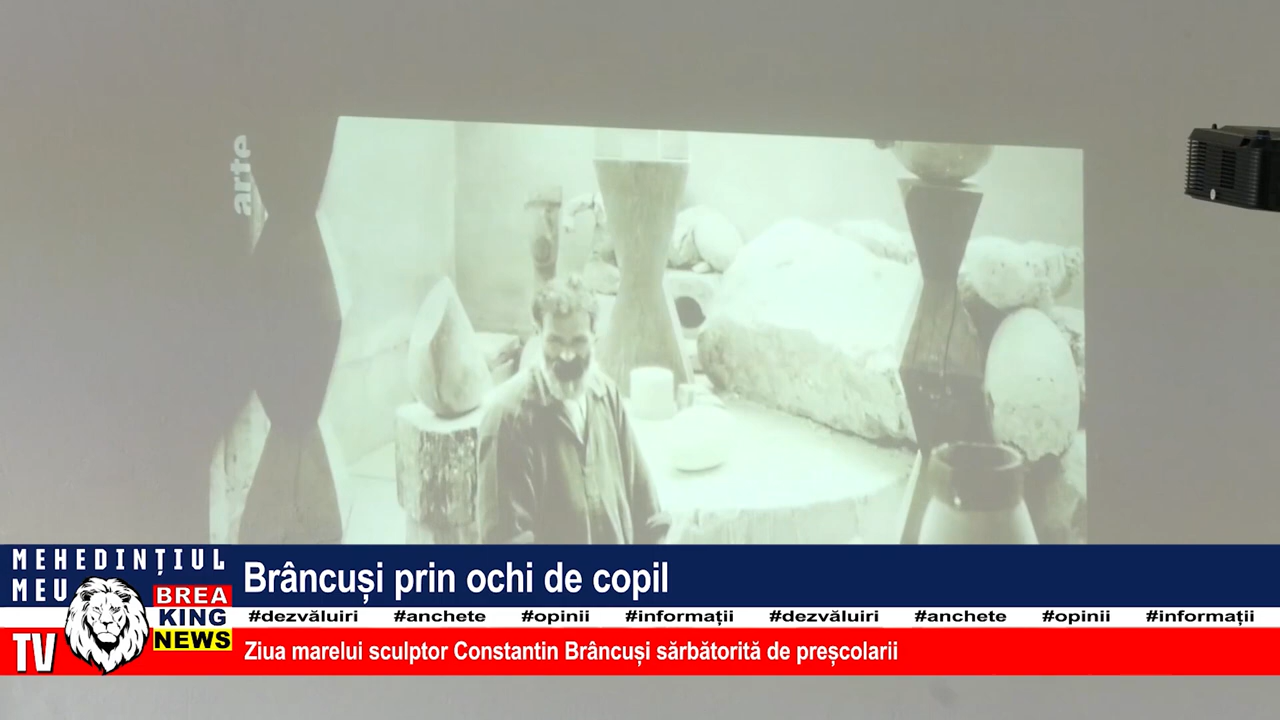 arte
MEHEDINȚIUL
MEU
BREA
KING
NEWS
TV
Brâncuși prin ochi de copil
#dezvăluiri #anchete #opinii #informații #dezvăluiri #anchete #opinii #informații
Ziua marelui sculptor Constantin Brâncuși sărbătorită de preșcolarii